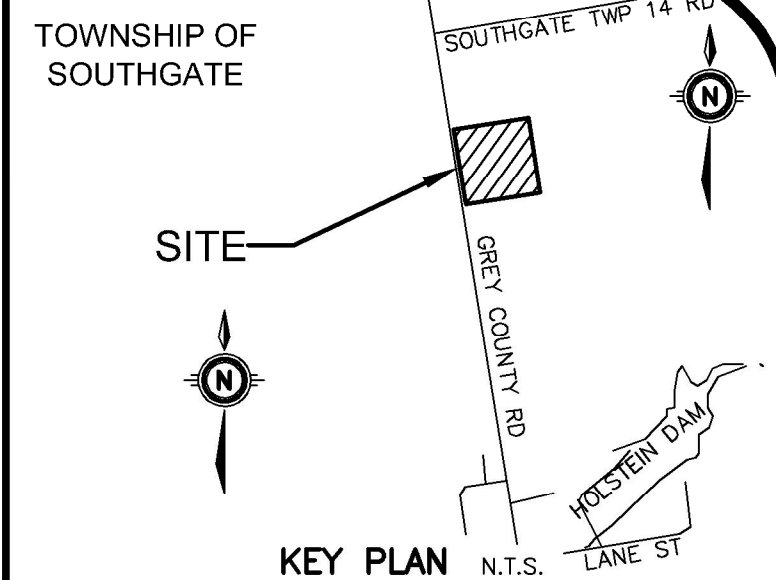 TOWNSHIP OF
SOUTHGATE
SOUTHGATE TWP 14 RD
N
SITE
GREY COUNTY RD
N
HOLSTEIN DAM
KEY PLAN N.T.S.
LANE ST